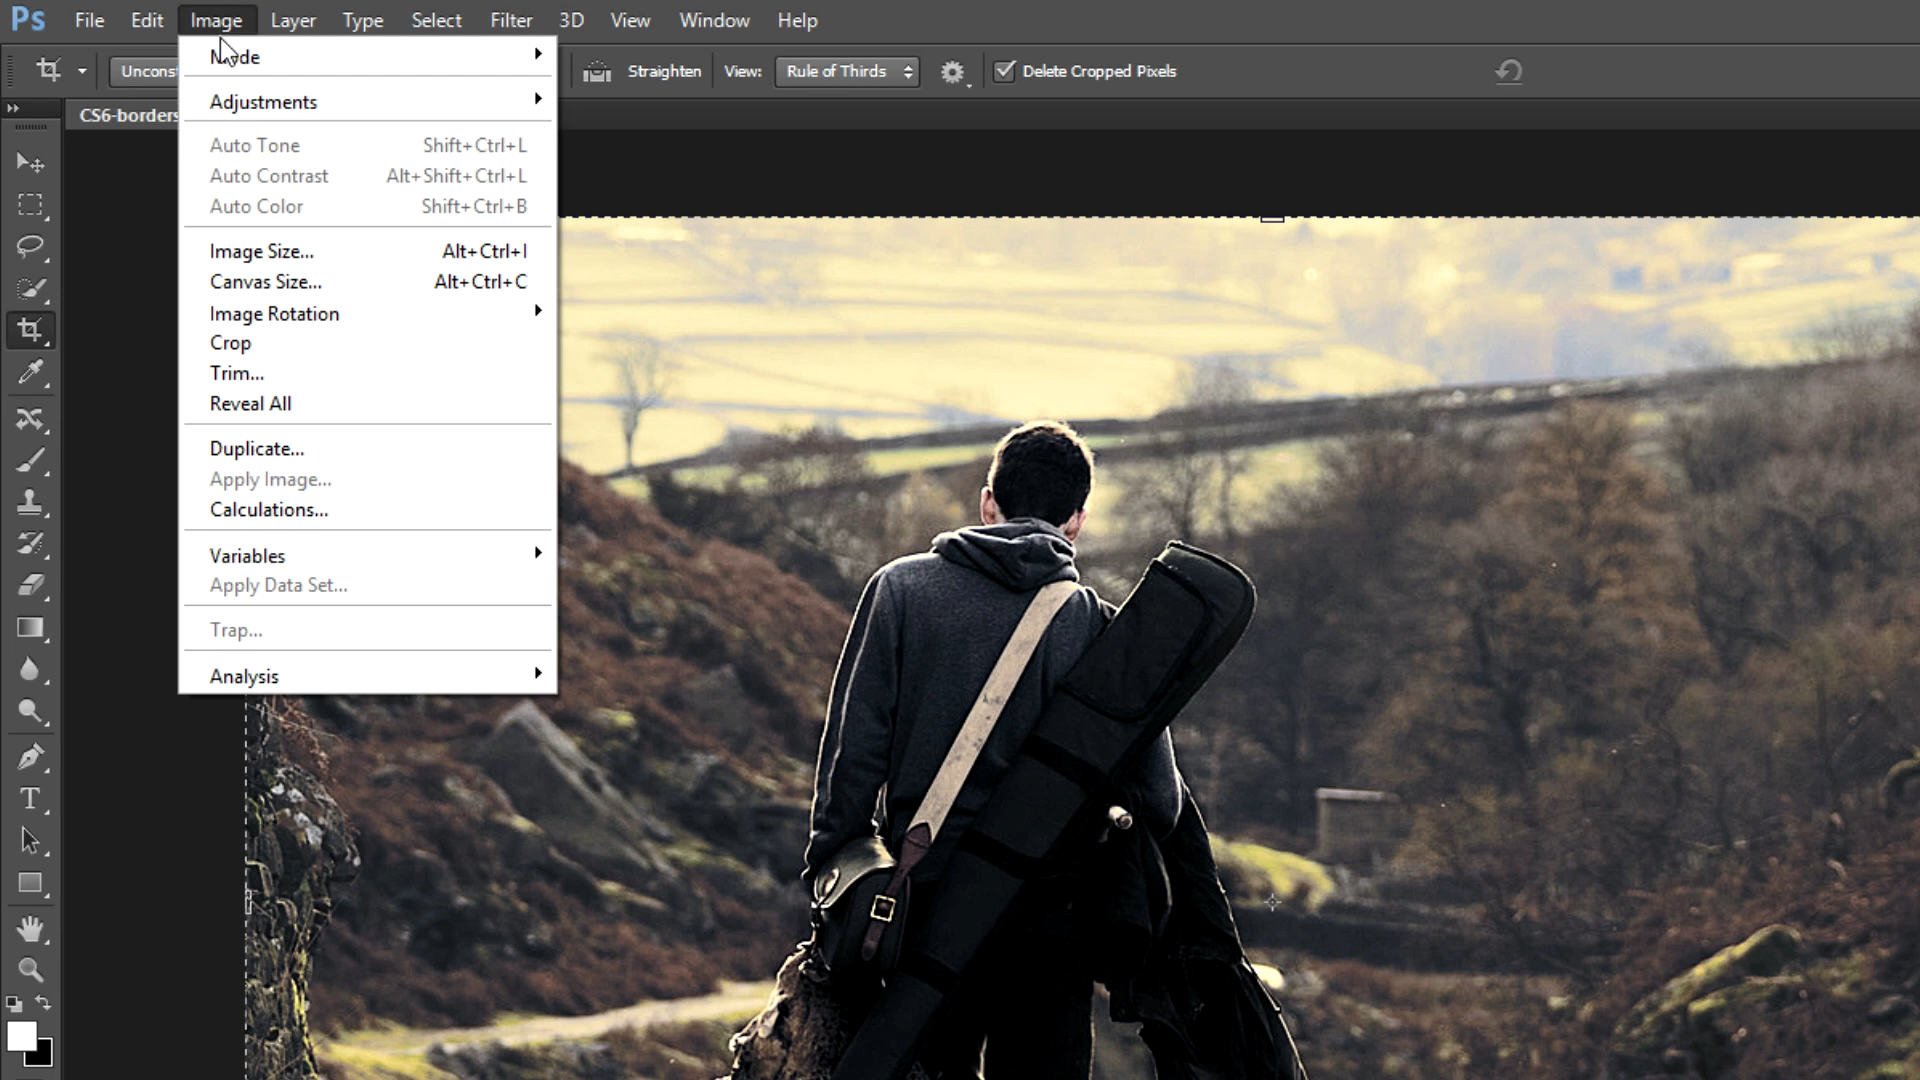 Ps File Edit Image Layer Type Select Filter 3D View Window Help
Straighten View: Rule of Thirds Delete Cropped Pixels
CS6-borders
Mode
Adjustments
Auto Tone Shift+Ctrl+L
Auto Contrast Alt+Shift+Ctrl+L
Auto Color Shift+Ctrl+B
Image Size... Alt+Ctrl+I
Canvas Size... Alt+Ctrl+C
Image Rotation
Crop
Trim...
Reveal All
Duplicate...
Apply Image...
Calculations...
Variables
Apply Data Set...
Trap...
Analysis